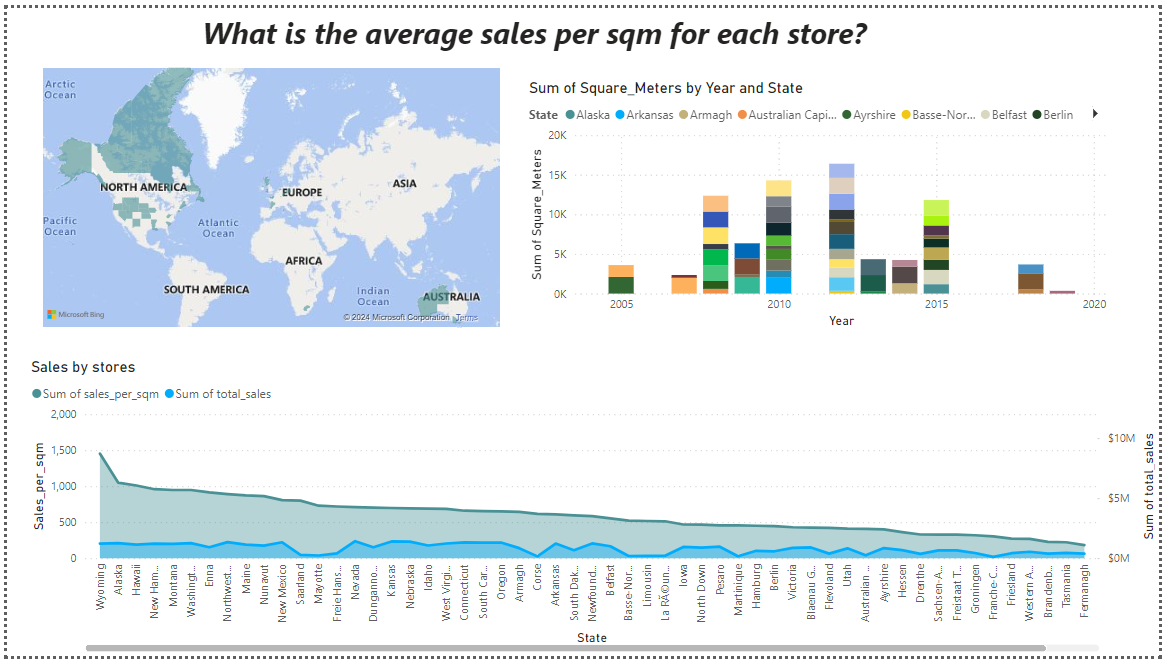 What is the average sales per sqm for each store?
Arctic
Ocean
NORTH AMERICA
EUROPE
ASIA
Pacific
Ocean
Atlantic
Ocean
AFRICA
SOUTH AMERICA
Indian
Ocean
AUSTRALIA
Microsoft Bing
© 2024 Microsoft Corporation Terms
Sum of Square_Meters by Year and State
State Alaska Arkansas Armagh Australian Capi... Ayrshire Basse-Nor... Belfast Berlin
20K
15K
10K
5K
0K
Sum of Square_Meters
2005 2010 2015 2020
Year
Sales by stores
Sum of sales_per_sqm Sum of total_sales
2,000
1,500
1,000
500
0
Sales_per_sqm
$10M
$5M
$0M
Sum of total_sales
Wyoming
Alaska
Hawaii
New Ham...
Montana
Washingt...
Maine
Enna
Northwest...
Maine
Nunavut
New Mexico
Saarland
Mayotte
Freie Hans...
Nevada
Dunganno...
Kansas
Nebraska
Idaho
West Virgi...
Connecticut
South Car...
Oregon
Armagh
Corse
Arkansas
South Dak...
Newfound...
Belfast
Basse-Nor...
Limousin
La RÃ©un...
Iowa
North Down
Pesaro
Martinique
Hamburg
Berlin
Victoria
Blaenau G...
Flevoland
Utah
Australian ...
Ayrshire
Hessen
Drenthe
Sachsen-A...
Freistaat T...
Groningen
Franche-C...
Friesland
Western A...
Brandenb...
Tasmania
Fermanagh
State